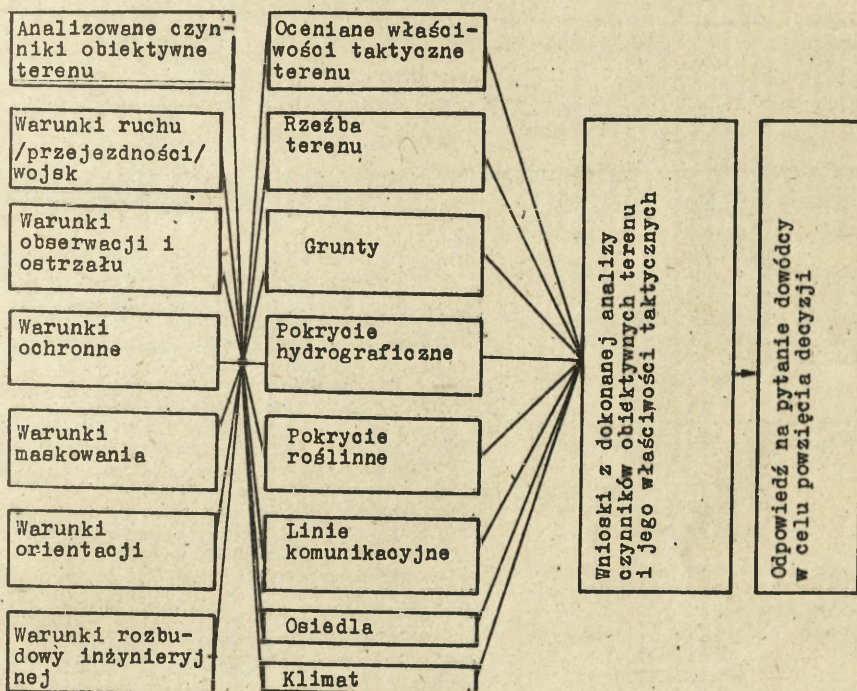 Analizowane czyn-
niki obiektywne
terenu
Warunki ruchu
/przejezdności/
wojsk
Warunki
obserwacji i
ostrzału
Warunki
ochronne
Warunki
maskowania
Warunki
orientacji
Warunki rozbu-
dowy inżynieryj-
nej
Oceniane właści-
wości taktyczne
terenu
Rzeźba
terenu
Grunty
Pokrycie
hydrograficzne
Pokrycie
roślinne
Linie
komunikacyjne
Osiedla
Klimat
Wnioski z dokonanej analizy
czynników obiektywnych terenu
i jego właściwości taktycznych
Odpowiedź na pytanie dowódcy
w celu powzięcia decyzji